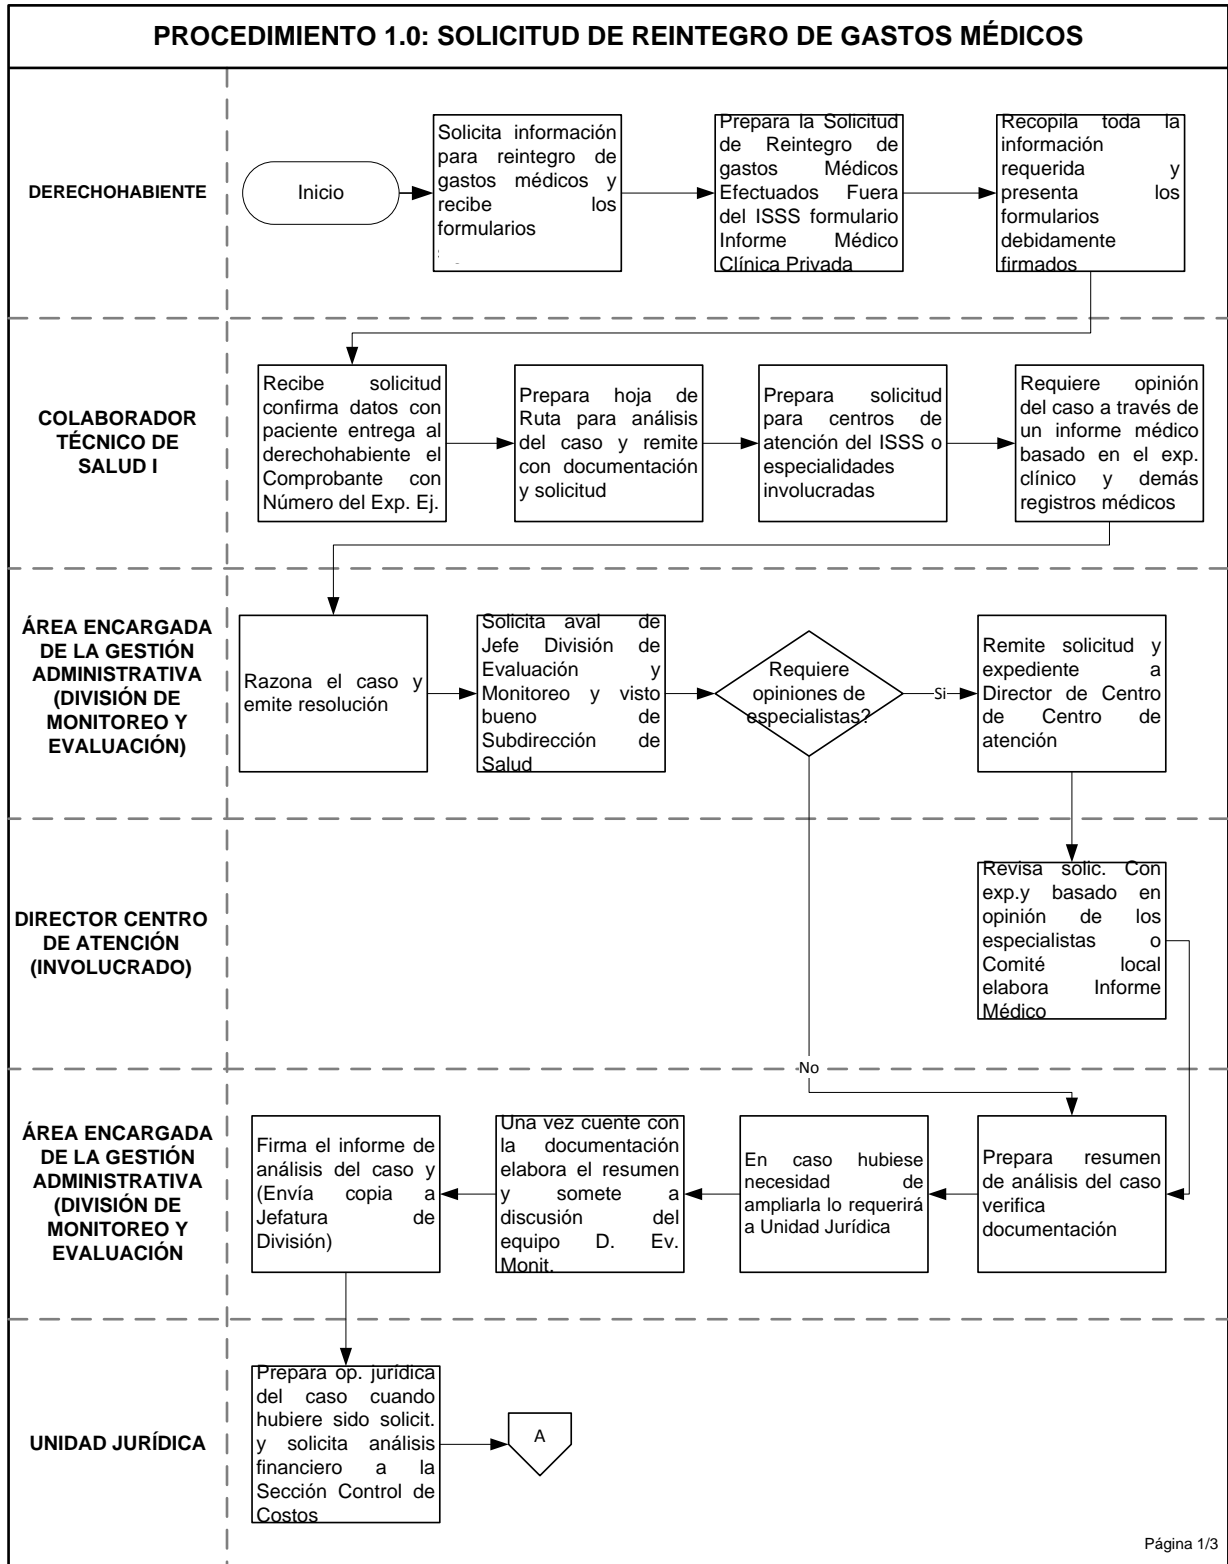 PROCEDIMIENTO 1.0: SOLICITUD DE REINTEGRO DE GASTOS MÉDICOS
DERECHOHABIENTE
Inicio
Solicita información
para reintegro de
gastos médicos y
recibe los
formularios
Prepara la Solicitud
de Reintegro de
gastos Médicos
Efectuados Fuera
del ISSS formulario
Informe Médico
Clínica Privada
Recopila toda la
información
requerida y
presenta los
formularios
debidamente
firmados
COLABORADOR
TÉCNICO DE
SALUD I
Recibe solicitud
confirma datos con
paciente entrega al
derechohabiente el
Comprobante con
Número del Exp. Ej.
Prepara hoja de
Ruta para análisis
del caso y remite
con documentación
y solicitud
Prepara solicitud
para centros de
atención del ISSS o
especialidades
involucradas
Requiere opinión
del caso a través de
un informe médico
basado en el exp.
clínico y demás
registros médicos
ÁREA ENCARGADA
DE LA GESTIÓN
ADMINISTRATIVA
(DIVISIÓN DE
MONITOREO Y
EVALUACIÓN)
Razona el caso y
emite resolución
Solicita aval de
Jefe División de
Evaluación y
Monitoreo y visto
bueno de
Subdirección de
Salud
Requiere
opiniones de
especialistas?
Si
Remite solicitud y
expediente a
Director de Centro
de Centro de
atención
DIRECTOR CENTRO
DE ATENCIÓN
(INVOLUCRADO)
Revisa solic. Con
exp.y basado en
opinión de los
especialistas o
Comité local
elabora Informe
Médico
No
ÁREA ENCARGADA
DE LA GESTIÓN
ADMINISTRATIVA
(DIVISIÓN DE
MONITOREO Y
EVALUACIÓN
Firma el informe de
análisis del caso y
(Envía copia a
Jefatura de
División)
Una vez cuente con
la documentación
elabora el resumen
y somete a
discusión del
equipo D. Ev.
Monit.
En caso hubiese
necesidad de
ampliarla lo requerirá
a Unidad Jurídica
Prepara resumen
de análisis del caso
verifica
documentación
UNIDAD JURÍDICA
Prepara op. jurídica
del caso cuando
hubiere sido solicit.
y solicita análisis
financiero a la
Sección Control de
Costos
A
Página 1/3